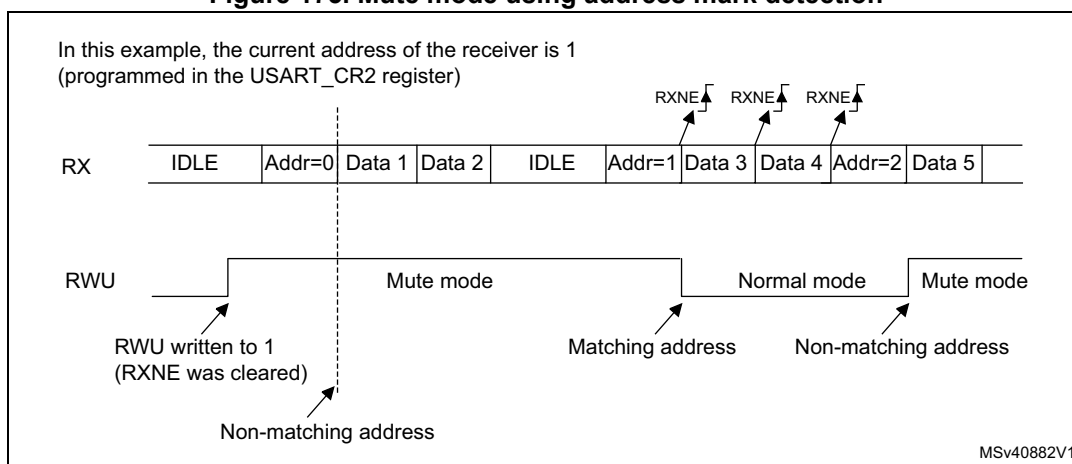 Mute mode using address mark detection
In this example, the current address of the receiver is 1
(programmed in the USART_CR2 register)
RXNE RXNE RXNE
RX IDLE Addr=0 Data 1 Data 2 IDLE Addr=1 Data 3 Data 4 Addr=2 Data 5
RWU Mute mode Normal mode Mute mode
RWU written to 1
(RXNE was cleared)
Matching address Non-matching address
Non-matching address
MSv40882V1